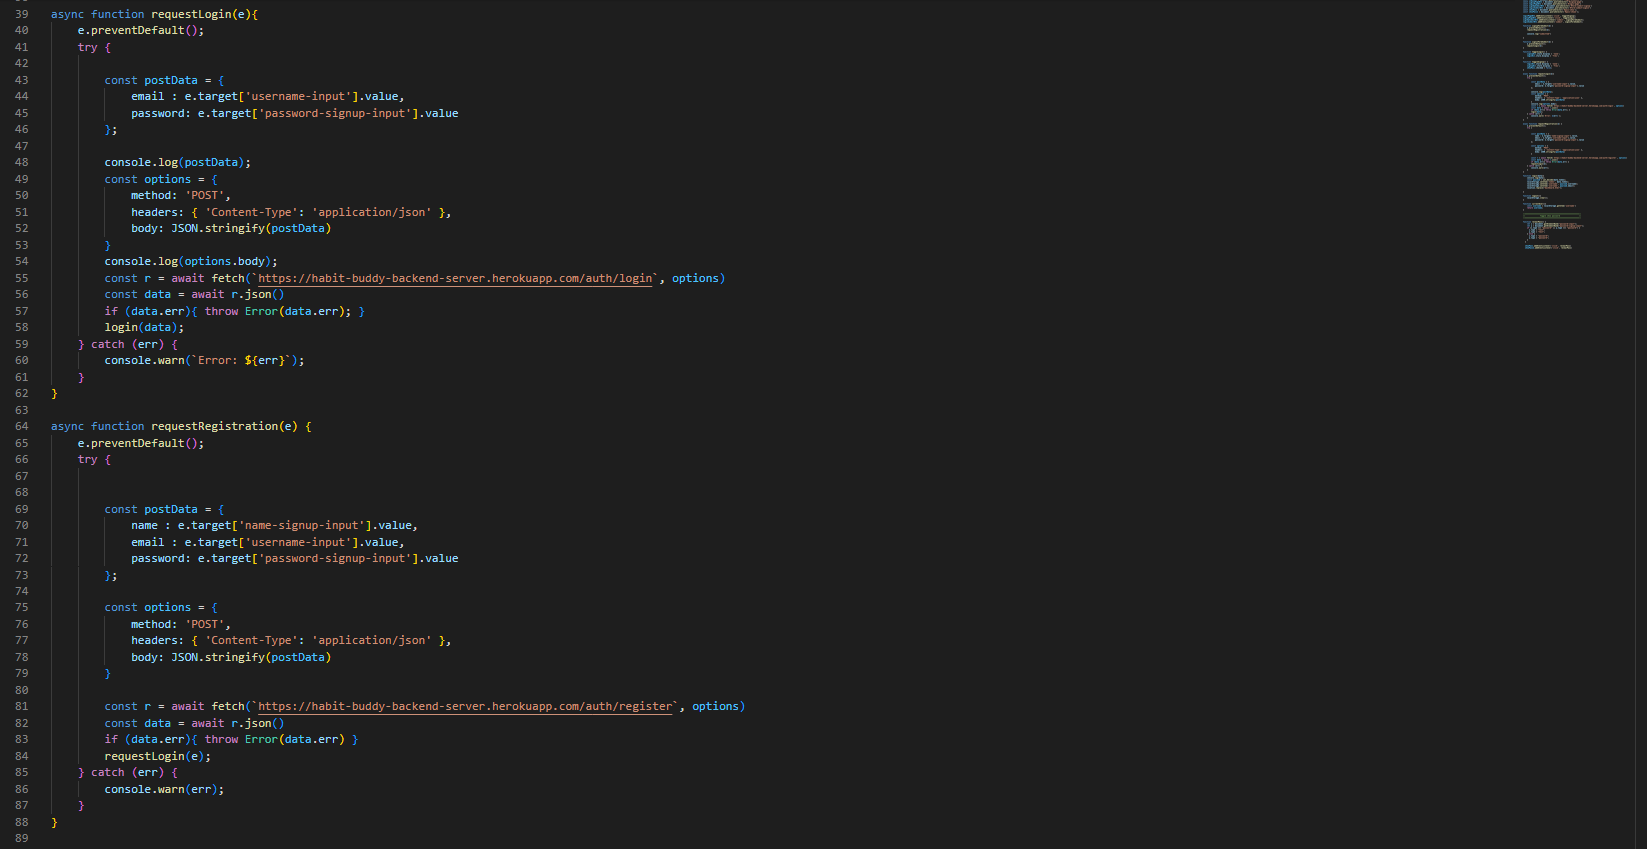 39 async function requestLogin(e){
40 e.preventDefault();
41 try {
42
43 const postData = {
44 email : e.target['username-input'].value,
45 password: e.target['password-signup-input'].value
46 };
47
48 console.log(postData);
49 const options = {
50 method: 'POST',
51 headers: { 'Content-Type': 'application/json' },
52 body: JSON.stringify(postData)
53 }
54 console.log(options.body);
55 const r = await fetch(`https://habit-buddy-backend-server.herokuapp.com/auth/login`, options)
56 const data = await r.json()
57 if (data.err){ throw Error(data.err); }
58 login(data);
59 } catch (err) {
60 console.warn(`Error: ${err}`);
61 }
62 }
63
64 async function requestRegistration(e) {
65 e.preventDefault();
66 try {
67
68
69 const postData = {
70 name : e.target['name-signup-input'].value,
71 email : e.target['username-input'].value,
72 password: e.target['password-signup-input'].value
73 };
74
75 const options = {
76 method: 'POST',
77 headers: { 'Content-Type': 'application/json' },
78 body: JSON.stringify(postData)
79 }
80
81 const r = await fetch(`https://habit-buddy-backend-server.herokuapp.com/auth/register`, options)
82 const data = await r.json()
83 if (data.err){ throw Error(data.err) }
84 requestLogin(e);
85 } catch (err) {
86 console.warn(err);
87 }
88 }
89